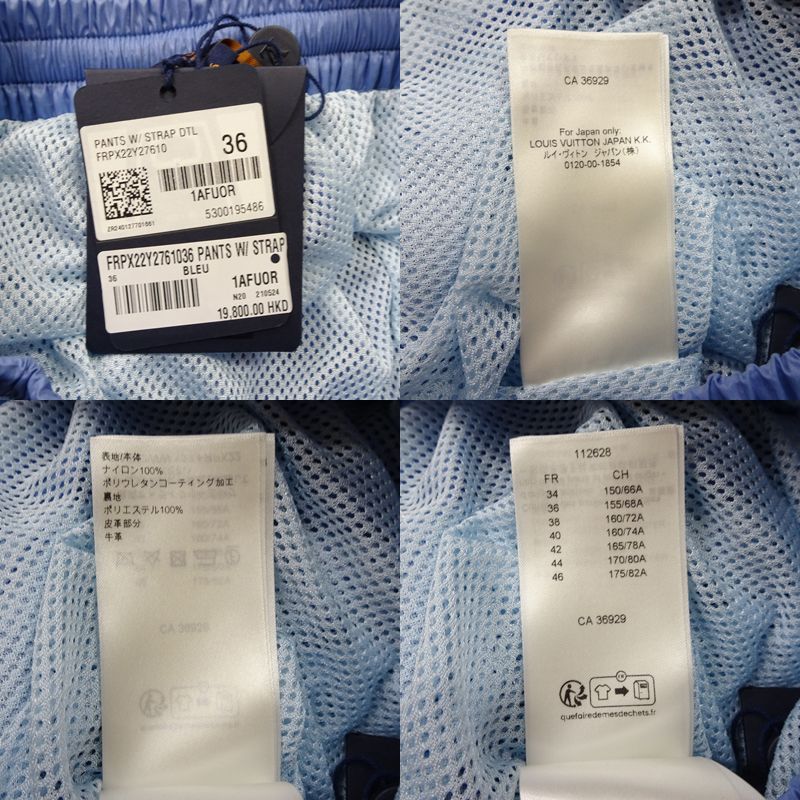 PANTS W/ STRAP DTL
FRPX22Y27610
36
1AFUOR
5300195486
ZR240127701661
FRPX22Y2761036 PANTS W/ STRAP
BLEU
36
1AFUOR
N20 210524
19,800.00 HKD
CA 36929
For Japan only:
LOUIS VUITTON JAPAN K.K.
ルイ・ヴィトン ジャパン(株)
0120-00-1854
表地/本体
ナイロン100%
ポリウレタンコーティング加工
裏地
ポリエステル100%
皮革部分
牛革
CA 36929
112628
FR CH
34 150/66A
36 155/68A
38 160/72A
40 160/74A
42 165/78A
44 170/80A
46 175/82A
CA 36929
FR
quefairedemesdechets.fr